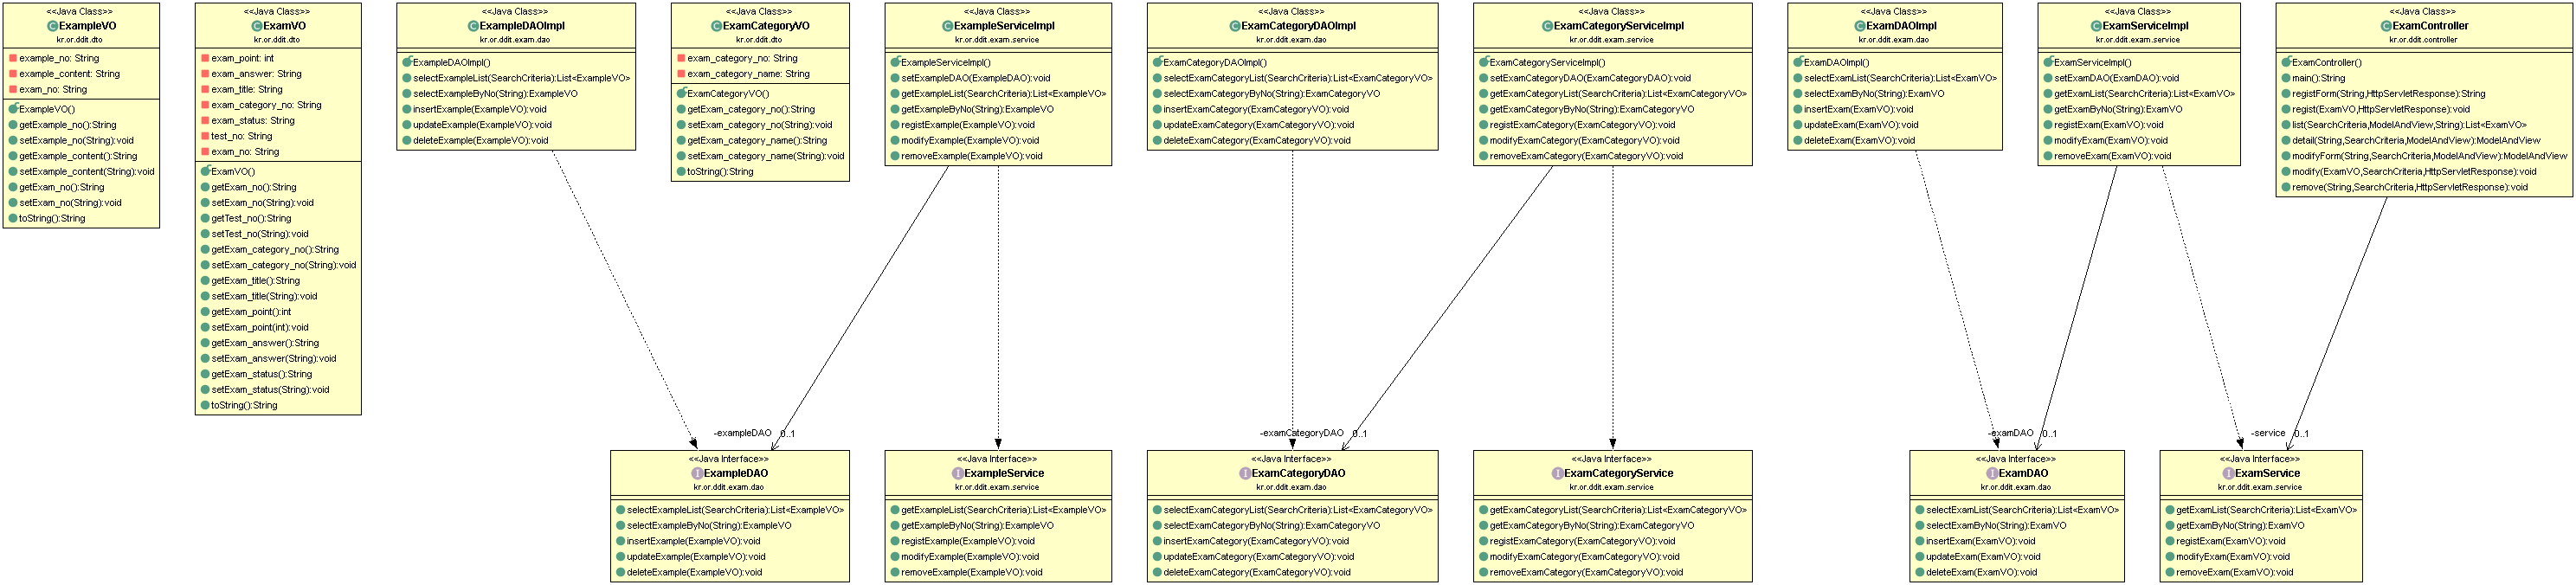 <<Java Class>>
ExampleVO
kr.or.ddit.dto
example_no: String
example_content: String
exam_no: String
ExampleVO()
getExample_no():String
setExample_no(String):void
getExample_content():String
setExample_content(String):void
getExam_no():String
setExam_no(String):void
toString():String
<<Java Class>>
ExamVO
kr.or.ddit.dto
exam_point: int
exam_answer: String
exam_title: String
exam_category_no: String
exam_status: String
test_no: String
exam_no: String
ExamVO()
getExam_no():String
setExam_no(String):void
getTest_no():String
setTest_no(String):void
getExam_category_no():String
setExam_category_no(String):void
getExam_title():String
setExam_title(String):void
getExam_point():int
setExam_point(int):void
getExam_answer():String
setExam_answer(String):void
getExam_status():String
setExam_status(String):void
toString():String
<<Java Class>>
ExampleDAOImpl
kr.or.ddit.exam.dao
ExampleDAOImpl()
selectExampleList(SearchCriteria):List<ExampleVO>
selectExampleByNo(String):ExampleVO
insertExample(ExampleVO):void
updateExample(ExampleVO):void
deleteExample(ExampleVO):void
<<Java Class>>
ExamCategoryVO
kr.or.ddit.dto
exam_category_no: String
exam_category_name: String
ExamCategoryVO()
getExam_category_no():String
setExam_category_no(String):void
getExam_category_name():String
setExam_category_name(String):void
toString():String
<<Java Class>>
ExampleServiceImpl
kr.or.ddit.exam.service
ExampleServiceImpl()
setExampleDAO(ExampleDAO):void
getExampleList(SearchCriteria):List<ExampleVO>
getExampleByNo(String):ExampleVO
registExample(ExampleVO):void
modifyExample(ExampleVO):void
removeExample(ExampleVO):void
<<Java Class>>
ExamCategoryDAOImpl
kr.or.ddit.exam.dao
ExamCategoryDAOImpl()
selectExamCategoryList(SearchCriteria):List<ExamCategoryVO>
selectExamCategoryByNo(String):ExamCategoryVO
insertExamCategory(ExamCategoryVO):void
updateExamCategory(ExamCategoryVO):void
deleteExamCategory(ExamCategoryVO):void
<<Java Class>>
ExamCategoryServiceImpl
kr.or.ddit.exam.service
ExamCategoryServiceImpl()
setExamCategoryDAO(ExamCategoryDAO):void
getExamCategoryList(SearchCriteria):List<ExamCategoryVO>
getExamCategoryByNo(String):ExamCategoryVO
registExamCategory(ExamCategoryVO):void
modifyExamCategory(ExamCategoryVO):void
removeExamCategory(ExamCategoryVO):void
<<Java Class>>
ExamDAOImpl
kr.or.ddit.exam.dao
ExamDAOImpl()
selectExamList(SearchCriteria):List<ExamVO>
selectExamByNo(String):ExamVO
insertExam(ExamVO):void
updateExam(ExamVO):void
deleteExam(ExamVO):void
<<Java Class>>
ExamServiceImpl
kr.or.ddit.exam.service
ExamServiceImpl()
setExamDAO(ExamDAO):void
getExamList(SearchCriteria):List<ExamVO>
getExamByNo(String):ExamVO
registExam(ExamVO):void
modifyExam(ExamVO):void
removeExam(ExamVO):void
<<Java Class>>
ExamController
kr.or.ddit.controller
ExamController()
main():String
registForm(String,HttpServletResponse):String
regist(ExamVO,HttpServletResponse):void
list(SearchCriteria,ModelAndView,String):List<ExamVO>
detail(String,SearchCriteria,ModelAndView):ModelAndView
modifyForm(String,SearchCriteria,ModelAndView):ModelAndView
modify(ExamVO,SearchCriteria,HttpServletResponse):void
remove(String,SearchCriteria,HttpServletResponse):void
-exampleDAO 0..1
-examCategoryDAO 0..1
-examDAO 0..1
-service 0..1
<<Java Interface>>
ExampleDAO
kr.or.ddit.exam.dao
selectExampleList(SearchCriteria):List<ExampleVO>
selectExampleByNo(String):ExampleVO
insertExample(ExampleVO):void
updateExample(ExampleVO):void
deleteExample(ExampleVO):void
<<Java Interface>>
ExampleService
kr.or.ddit.exam.service
getExampleList(SearchCriteria):List<ExampleVO>
getExampleByNo(String):ExampleVO
registExample(ExampleVO):void
modifyExample(ExampleVO):void
removeExample(ExampleVO):void
<<Java Interface>>
ExamCategoryDAO
kr.or.ddit.exam.dao
selectExamCategoryList(SearchCriteria):List<ExamCategoryVO>
selectExamCategoryByNo(String):ExamCategoryVO
insertExamCategory(ExamCategoryVO):void
updateExamCategory(ExamCategoryVO):void
deleteExamCategory(ExamCategoryVO):void
<<Java Interface>>
ExamCategoryService
kr.or.ddit.exam.service
getExamCategoryList(SearchCriteria):List<ExamCategoryVO>
getExamCategoryByNo(String):ExamCategoryVO
registExamCategory(ExamCategoryVO):void
modifyExamCategory(ExamCategoryVO):void
removeExamCategory(ExamCategoryVO):void
<<Java Interface>>
ExamDAO
kr.or.ddit.exam.dao
selectExamList(SearchCriteria):List<ExamVO>
selectExamByNo(String):ExamVO
insertExam(ExamVO):void
updateExam(ExamVO):void
deleteExam(ExamVO):void
<<Java Interface>>
ExamService
kr.or.ddit.exam.service
getExamList(SearchCriteria):List<ExamVO>
getExamByNo(String):ExamVO
registExam(ExamVO):void
modifyExam(ExamVO):void
removeExam(ExamVO):void